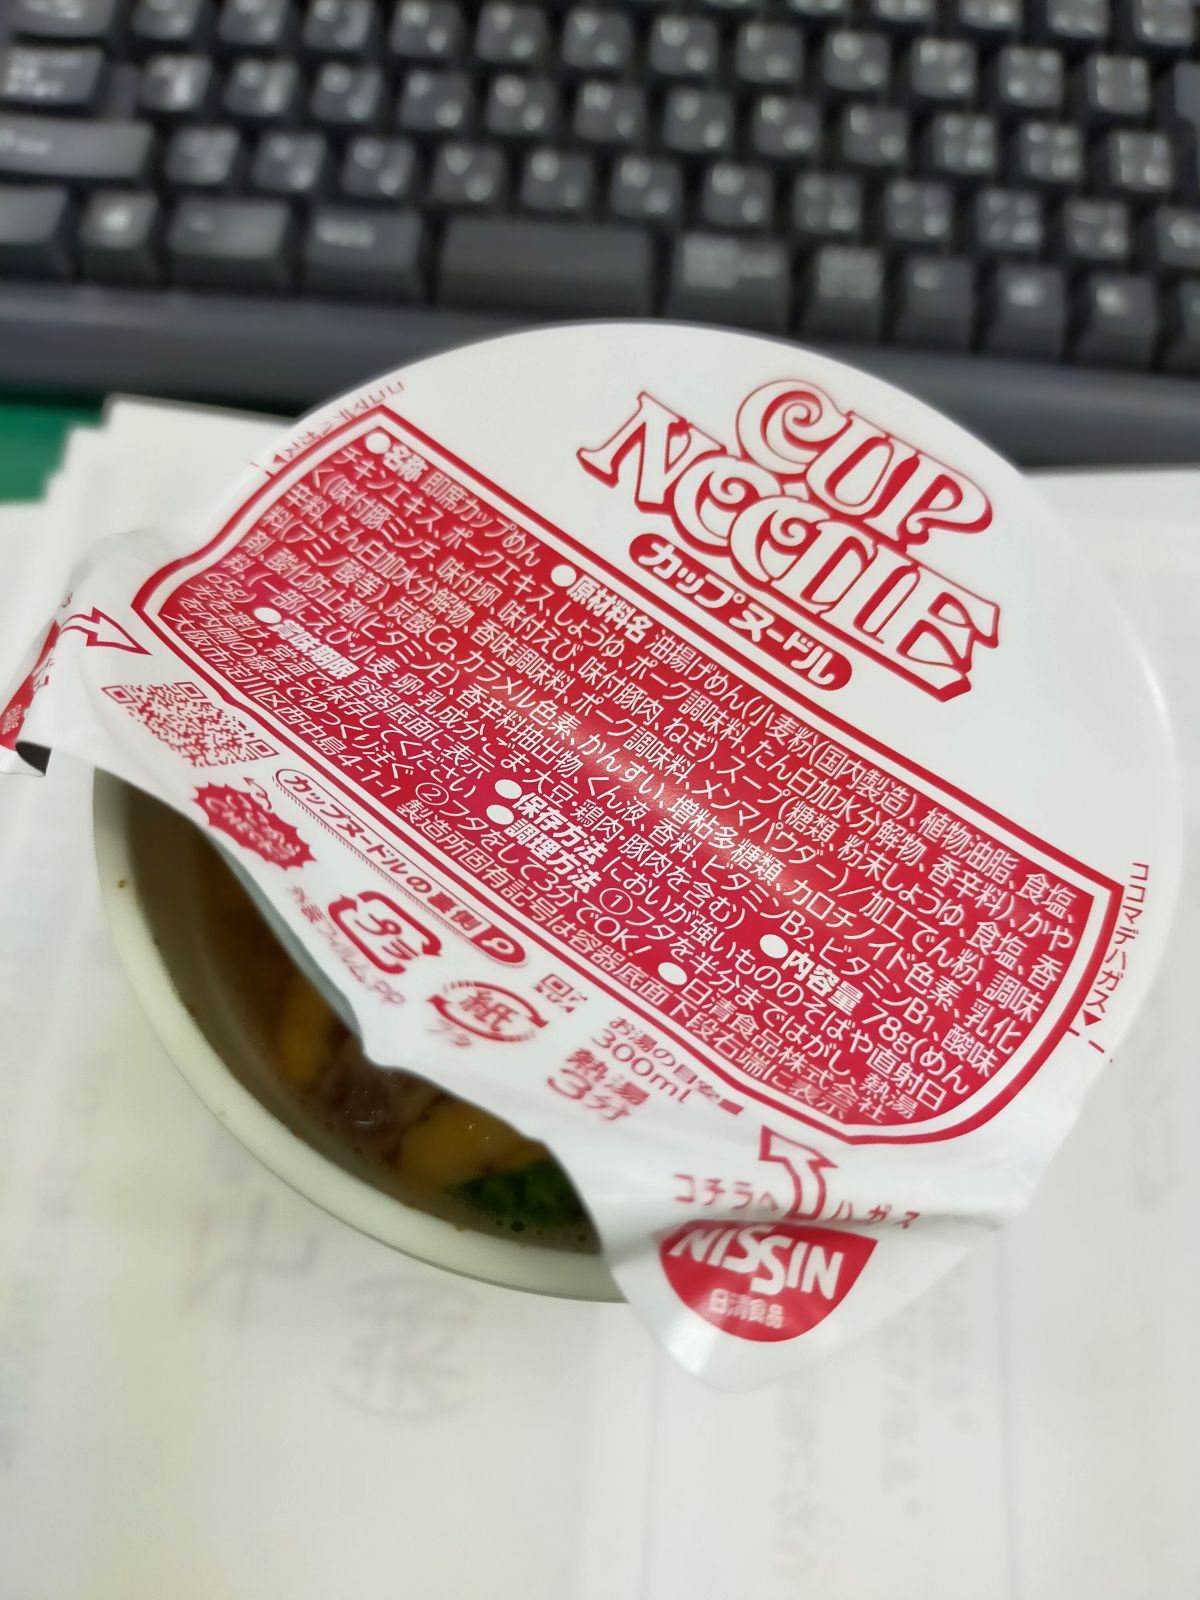 CUP
NOODLE
カップヌードル
ココマデハガス
ココマデハガス
●名称 即席カップめん ●原材料名 油揚げめん(小麦粉(国内製造)、植物油脂、食塩、
チキンエキス、ポークエキス、しょうゆ、ポーク調味料、たん白加水分解物、香辛料)、かや
く(味付豚ミンチ、味付卵、味付えび、味付豚肉、ねぎ)、スープ(糖類、粉末しょうゆ、食塩、香
辛料、たん白加水分解物、香味調味料、ポーク調味料、メンマパウダー)/加工でん粉、調味
料(アミノ酸等)、炭酸Ca、カラメル色素、かんすい、増粘多糖類、カロチノイド色素、乳化
剤、酸化防止剤(ビタミンE)、香辛料抽出物、くん液、香料、ビタミンB2、ビタミンB1、酸味
料、(一部にえび・小麦・卵・乳成分・ごま・大豆・鶏肉・豚肉を含む) ●内容量 78g(めん
65g) ●賞味期限 容器底面に表示 ●保存方法 においが強いもののそばや直射日
光を避け、常温で保存してください ●調理方法 ①フタを半分まではがし、熱湯
を内側の線までゆっくり注ぐ ②フタをして3分でOK! ●日清食品株式会社
大阪市淀川区西中島4-1-1 製造所固有記号は容器底面下段右端に表示
カップヌードルの裏側
プラ
外装フィルム:PP
紙
フタ
お湯の目安
300mL
熱湯
3分
コチラへハガス
NISSIN
日清食品